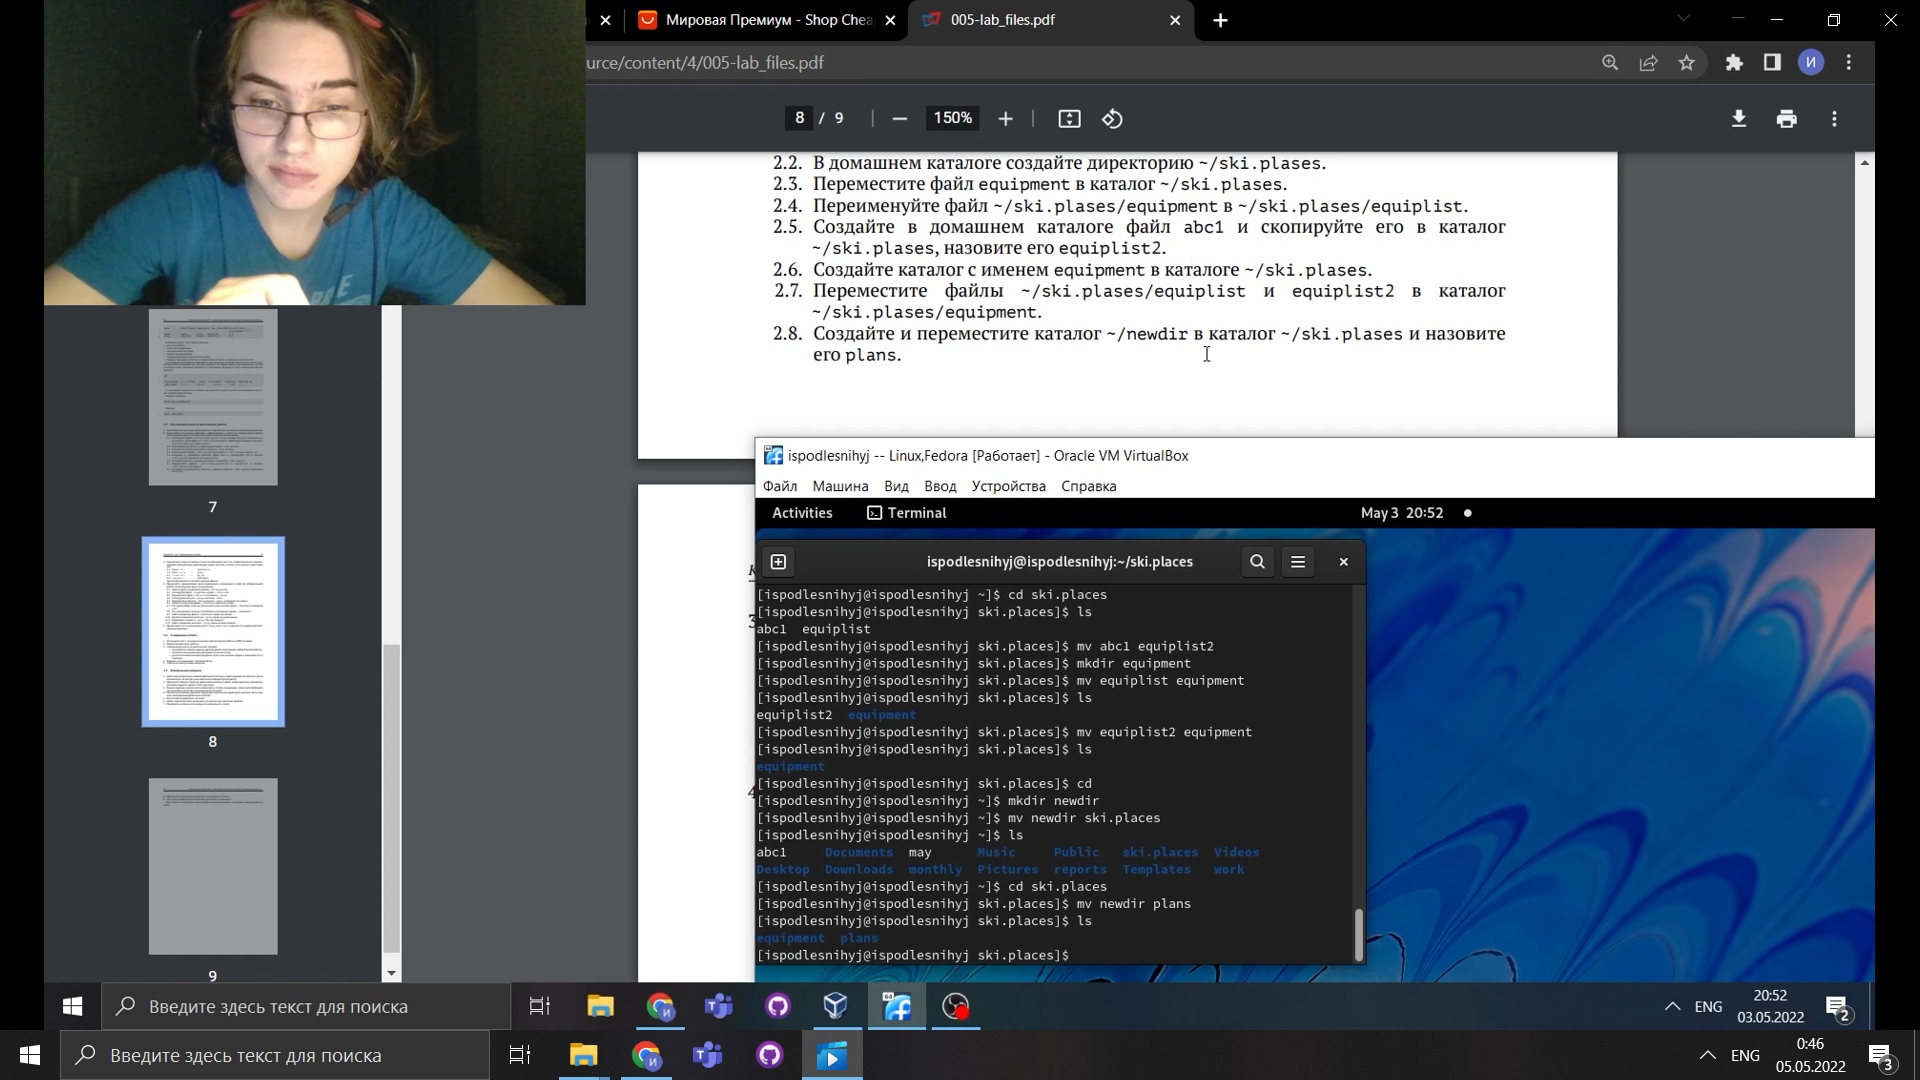 Мировая Премиум - Shop Chea
005-lab_files.pdf
urce/content/4/005-lab_files.pdf
И
8 / 9
150%
2.2. В домашнем каталоге создайте директорию ~/ski.plases.
2.3. Переместите файл equipment в каталог ~/ski.plases.
2.4. Переименуйте файл ~/ski.plases/equipment в ~/ski.plases/equiplist.
2.5. Создайте в домашнем каталоге файл abc1 и скопируйте его в каталог
~/ski.plases, назовите его equiplist2.
2.6. Создайте каталог с именем equipment в каталоге ~/ski.plases.
2.7. Переместите файлы ~/ski.plases/equiplist и equiplist2 в каталог
~/ski.plases/equipment.
2.8. Создайте и переместите каталог ~/newdir в каталог ~/ski.plases и назовите
его plans.
7
8
9
ispodlesnihyj -- Linux,Fedora [Работает] - Oracle VM VirtualBox
Файл Машина Вид Ввод Устройства Справка
Activities Terminal May 3 20:52
ispodlesnihyj@ispodlesnihyj:~/ski.places
[ispodlesnihyj@ispodlesnihyj ~]$ cd ski.places
[ispodlesnihyj@ispodlesnihyj ski.places]$ ls
abc1 equiplist
[ispodlesnihyj@ispodlesnihyj ski.places]$ mv abc1 equiplist2
[ispodlesnihyj@ispodlesnihyj ski.places]$ mkdir equipment
[ispodlesnihyj@ispodlesnihyj ski.places]$ mv equiplist equipment
[ispodlesnihyj@ispodlesnihyj ski.places]$ ls
equiplist2 equipment
[ispodlesnihyj@ispodlesnihyj ski.places]$ mv equiplist2 equipment
[ispodlesnihyj@ispodlesnihyj ski.places]$ ls
equipment
[ispodlesnihyj@ispodlesnihyj ski.places]$ cd
[ispodlesnihyj@ispodlesnihyj ~]$ mkdir newdir
[ispodlesnihyj@ispodlesnihyj ~]$ mv newdir ski.places
[ispodlesnihyj@ispodlesnihyj ~]$ ls
abc1 Documents may Music Public ski.places Videos
Desktop Downloads monthly Pictures reports Templates work
[ispodlesnihyj@ispodlesnihyj ~]$ cd ski.places
[ispodlesnihyj@ispodlesnihyj ski.places]$ mv newdir plans
[ispodlesnihyj@ispodlesnihyj ski.places]$ ls
equipment plans
[ispodlesnihyj@ispodlesnihyj ski.places]$
Введите здесь текст для поиска
ENG
20:52
03.05.2022
2
Введите здесь текст для поиска
ENG
0:46
05.05.2022
3